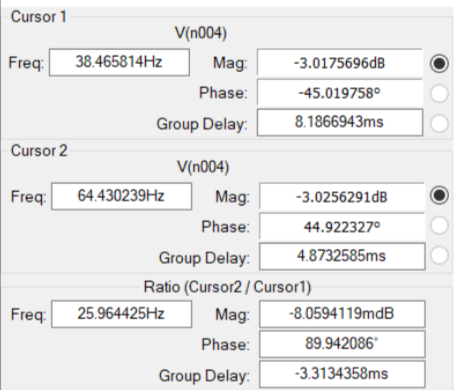 Cursor 1
V(n004)
Freq: 38.465814Hz Mag: -3.0175696dB
Phase: -45.019758º
Group Delay: 8.1866943ms
Cursor 2
V(n004)
Freq: 64.430239Hz Mag: -3.0256291dB
Phase: 44.922327º
Group Delay: 4.8732585ms
Ratio (Cursor2 / Cursor1)
Freq: 25.964425Hz Mag: -8.0594119mdB
Phase: 89.942086°
Group Delay: -3.3134358ms